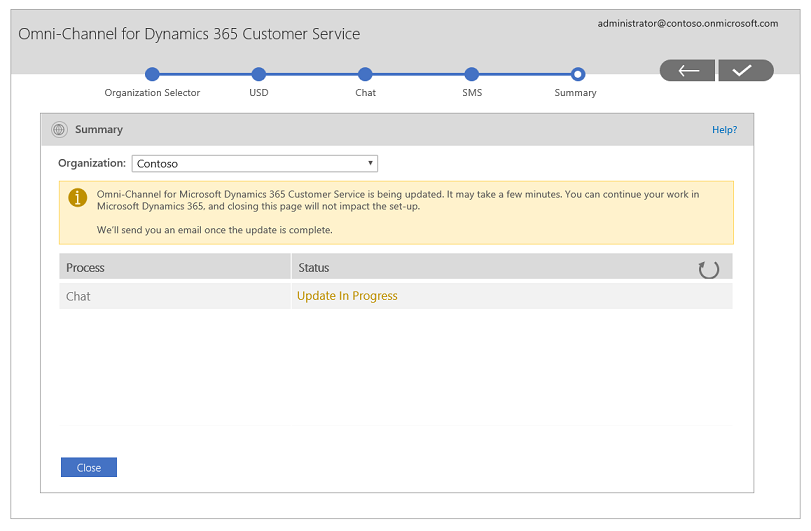 administrator@contoso.onmicrosoft.com
Omni-Channel for Dynamics 365 Customer Service
Organization Selector
USD
Chat
SMS
Summary
Summary
Help?
Organization: Contoso
Omni-Channel for Microsoft Dynamics 365 Customer Service is being updated. It may take a few minutes. You can continue your work in
Microsoft Dynamics 365, and closing this page will not impact the set-up.
We'll send you an email once the update is complete.
Process Status
Chat Update In Progress
Close